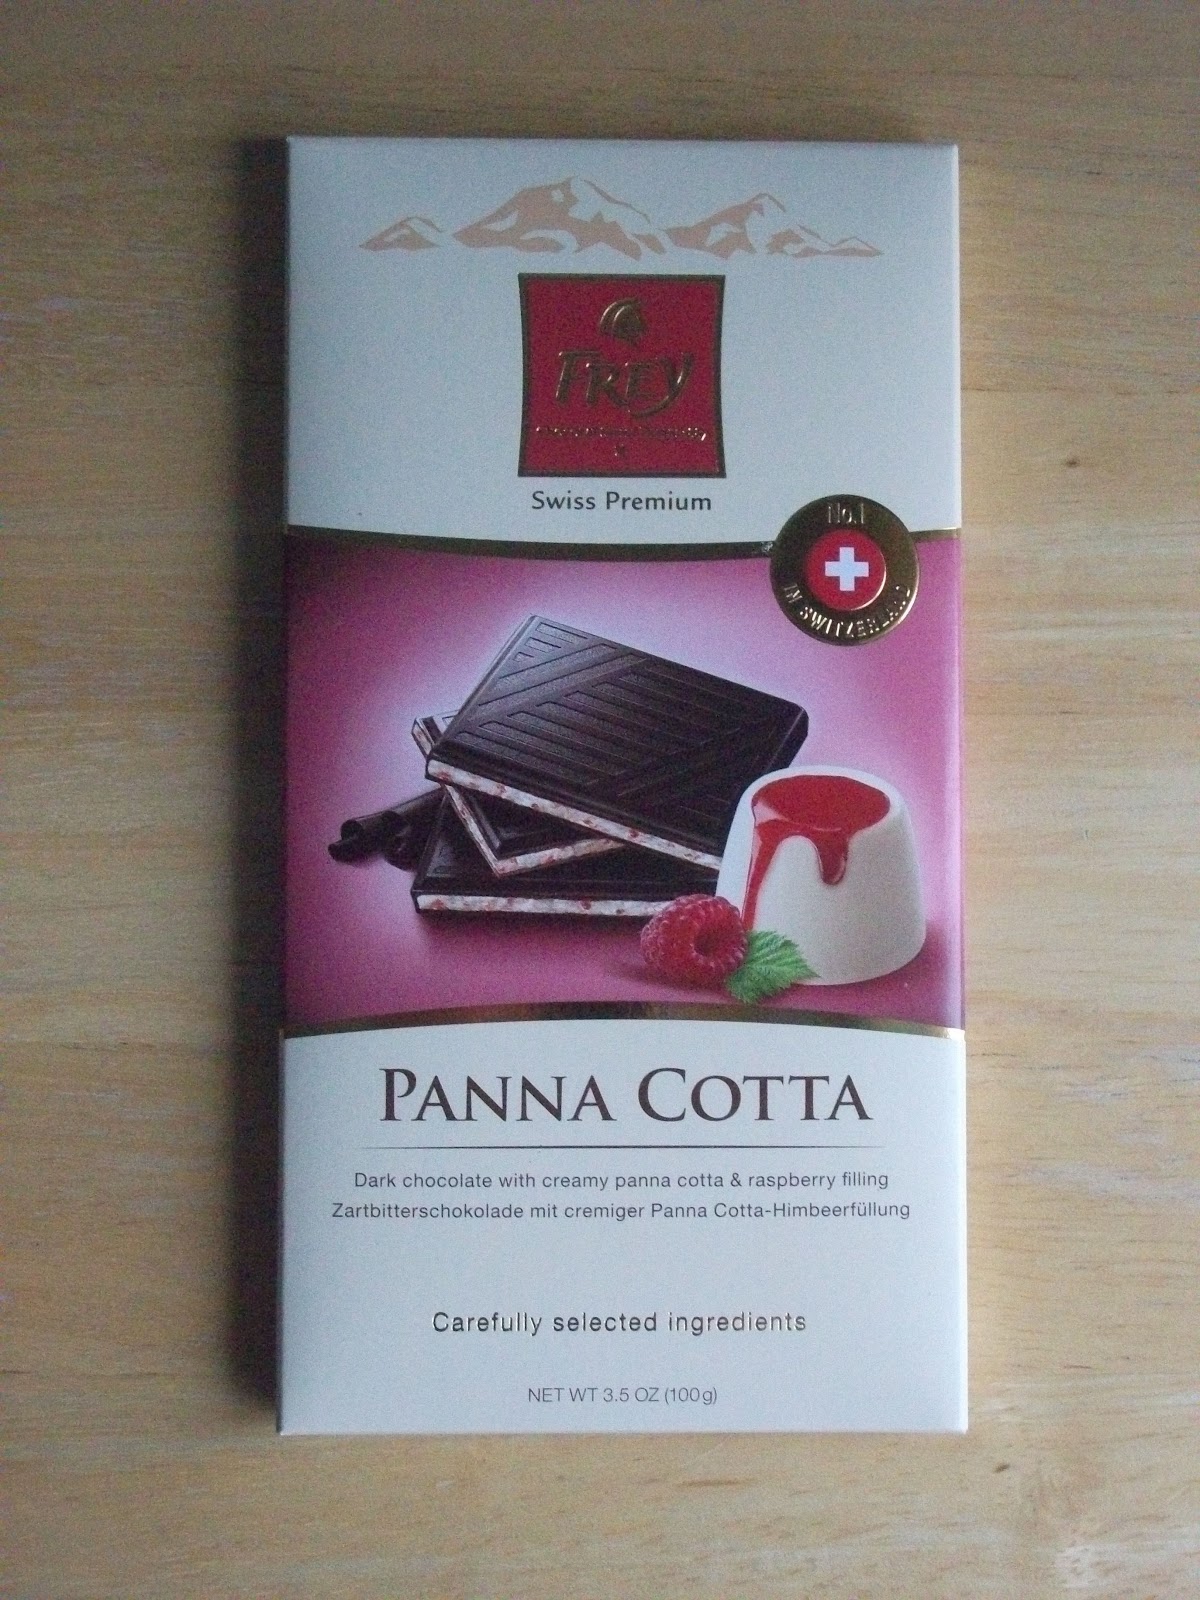 FREY
Swiss Premium
No.1
IN SWITZERLAND
PANNA COTTA
Dark chocolate with creamy panna cotta & raspberry filling
Zartbitterschokolade mit cremiger Panna Cotta-Himbeerfüllung
Carefully selected ingredients
NET WT 3.5 OZ (100g)